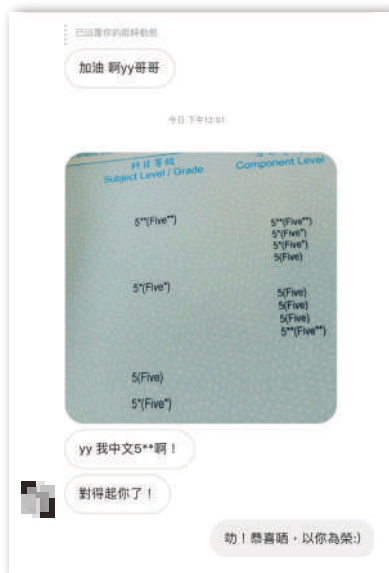 已回覆你的限時動態
加油 啊yy哥哥
今日 下午12:51
科目等級
Subject Level / Grade
Component Level
5**(Five**)
5**(Five**)
5*(Five*)
5*(Five*)
5(Five)
5*(Five*)
5(Five)
5(Five)
5(Five)
5**(Five**)
5(Five)
5*(Five*)
yy 我中文5**啊！
對得起你了！
叻！恭喜晒，以你為榮:)